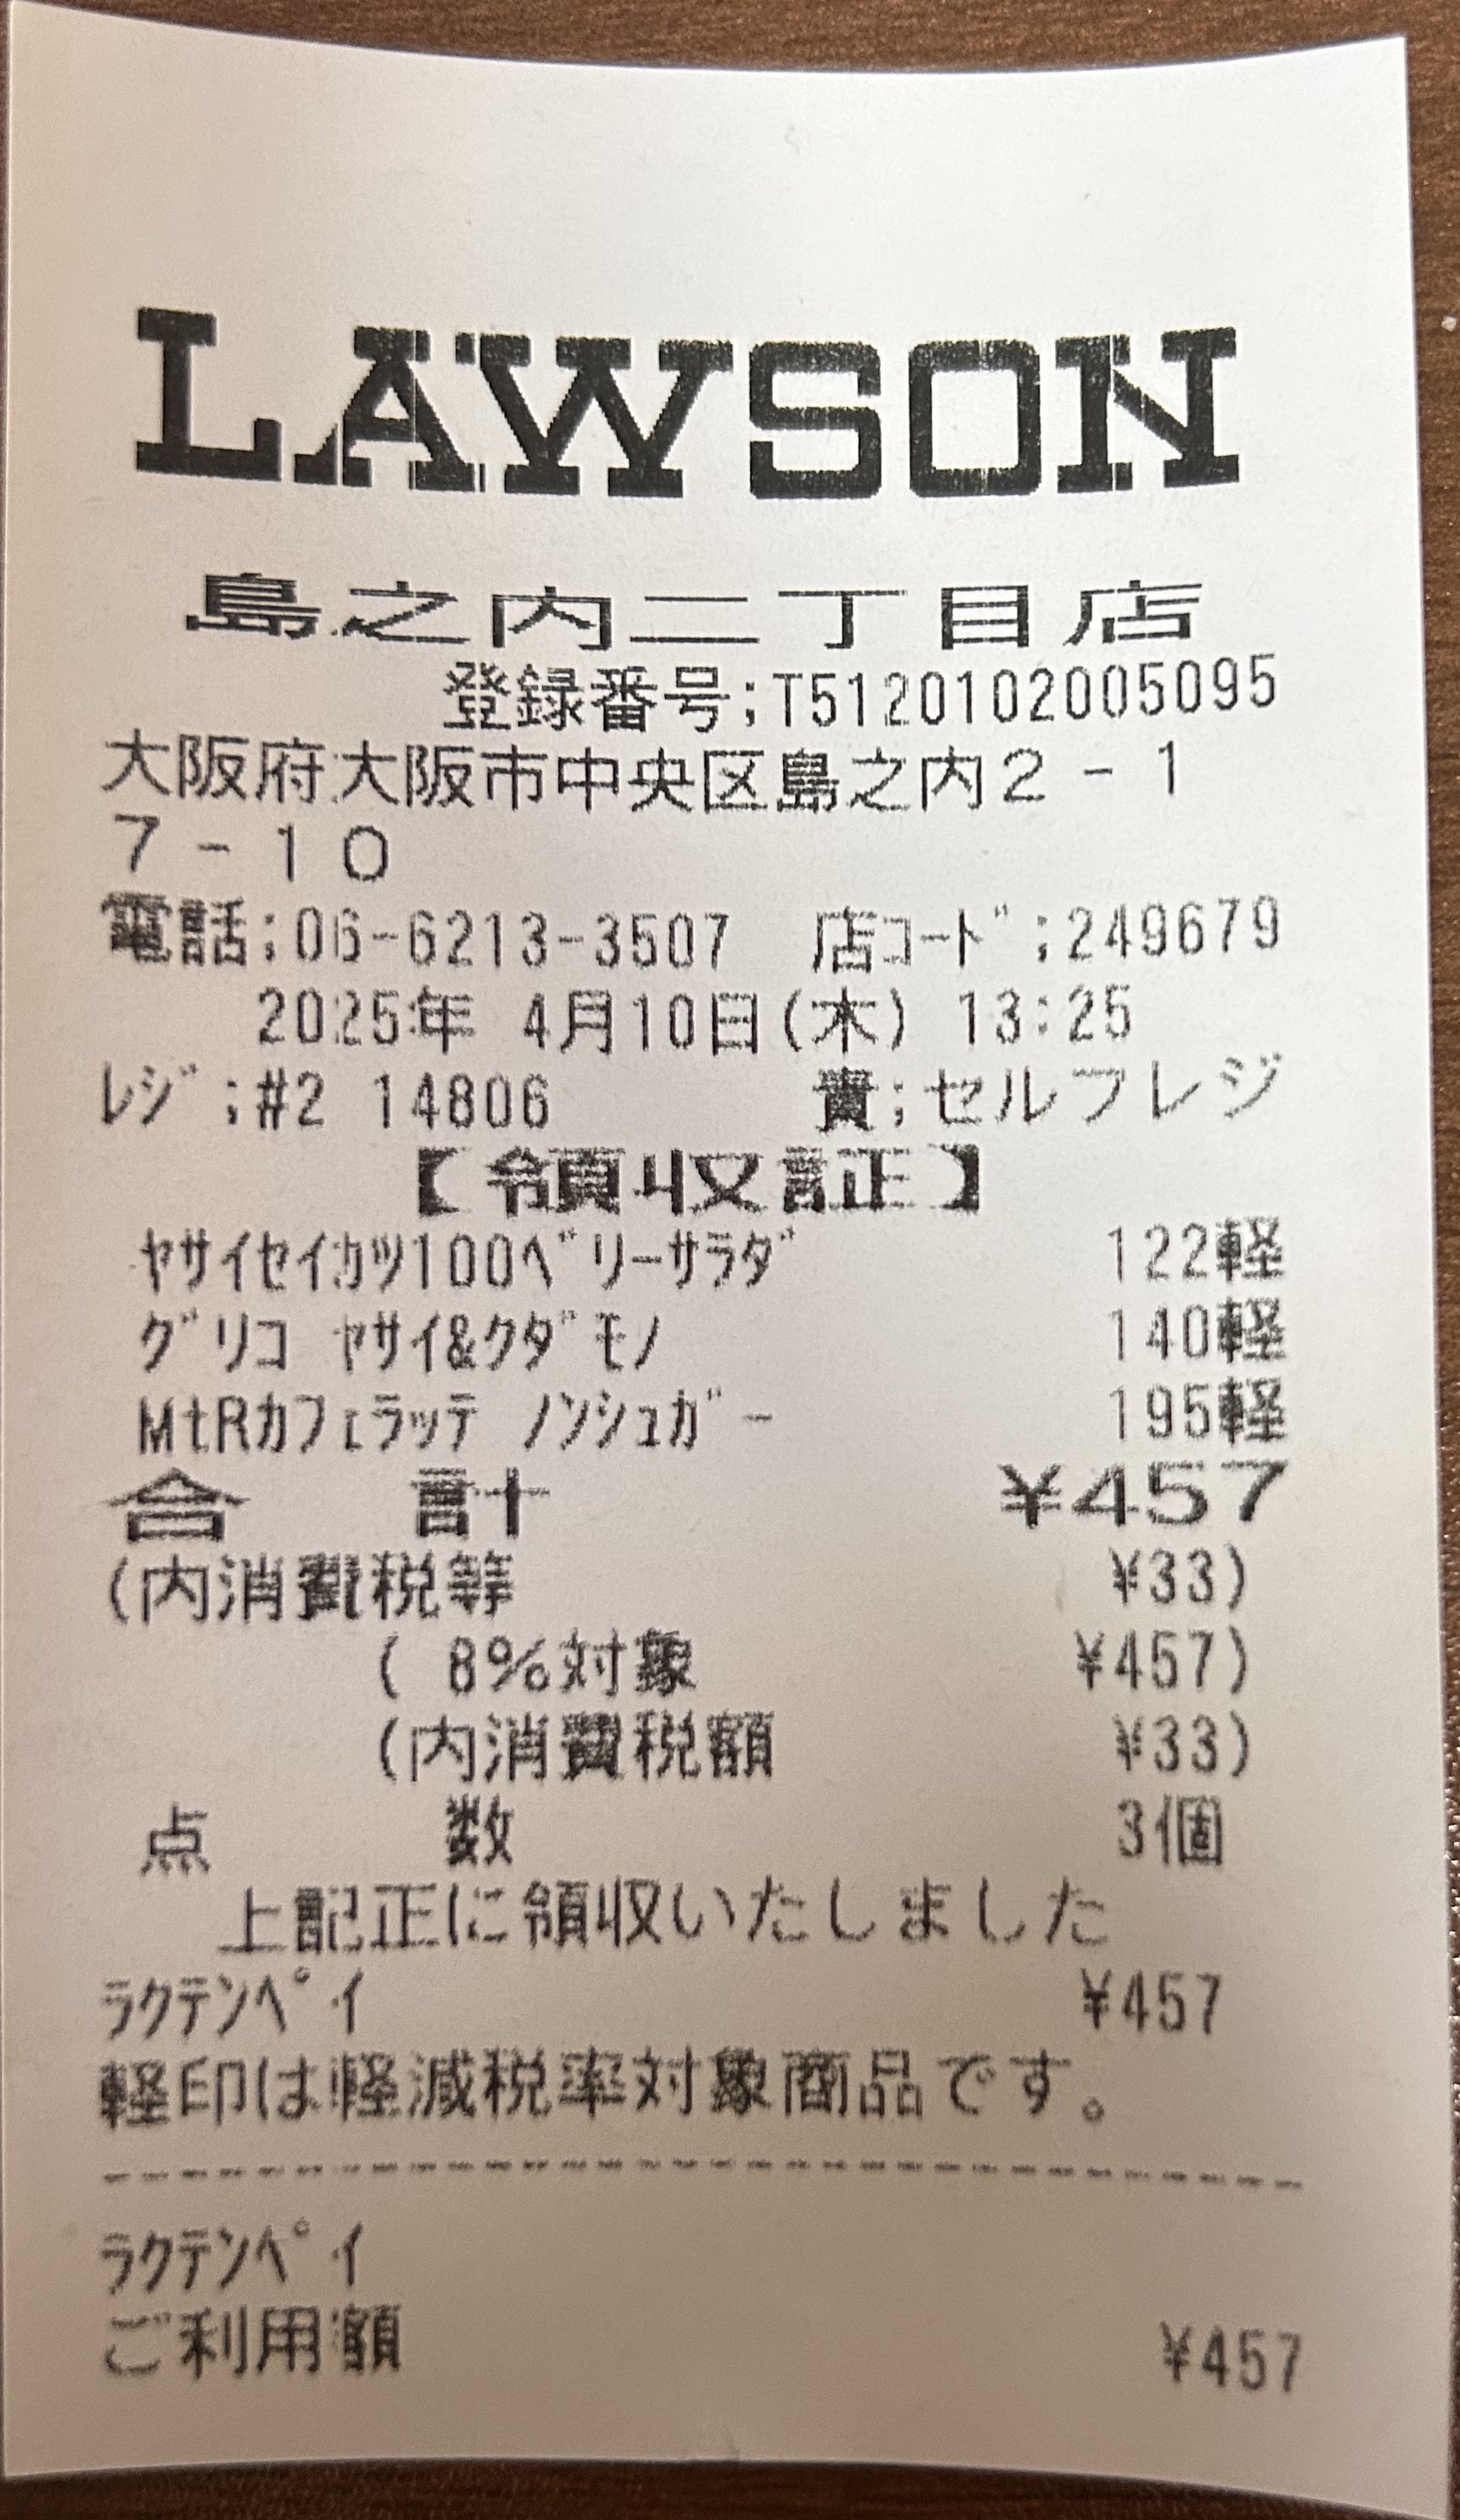 LAWSON
島之内二丁目店
登録番号;T5120102005095
大阪府大阪市中央区島之内2-1
7-10
電話;06-6213-3507 店ｺｰﾄﾞ;249679
2025年 4月10日(木) 13:25
ﾚｼﾞ;#2 14806 責;セルフレジ
【領収証】
ﾔｻｲｾｲｶﾂ100ﾍﾞﾘｰｻﾗﾀﾞ 122軽
ｸﾞﾘｺ ﾔｻｲ&ｸﾀﾞﾓﾉ 140軽
MtRｶﾌｪﾗｯﾃ ﾉﾝｼｭｶﾞｰ 195軽
合 計 ¥457
(内消費税等 ¥33)
( 8%対象 ¥457)
(内消費税額 ¥33)
点 数 3個
上記正に領収いたしました
ﾗｸﾃﾝﾍﾟｲ ¥457
軽印は軽減税率対象商品です。
--------------------------------
ﾗｸﾃﾝﾍﾟｲ
ご利用額 ¥457